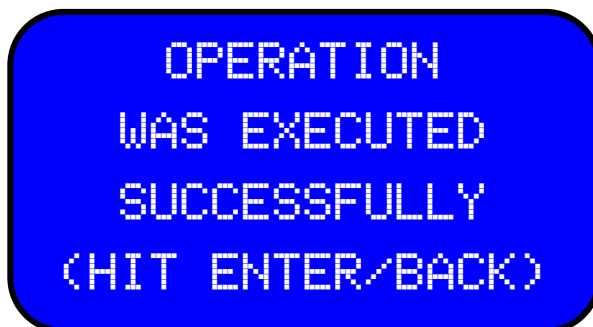 OPERATION
WAS EXECUTED
SUCCESSFULLY
(HIT ENTER/BACK)